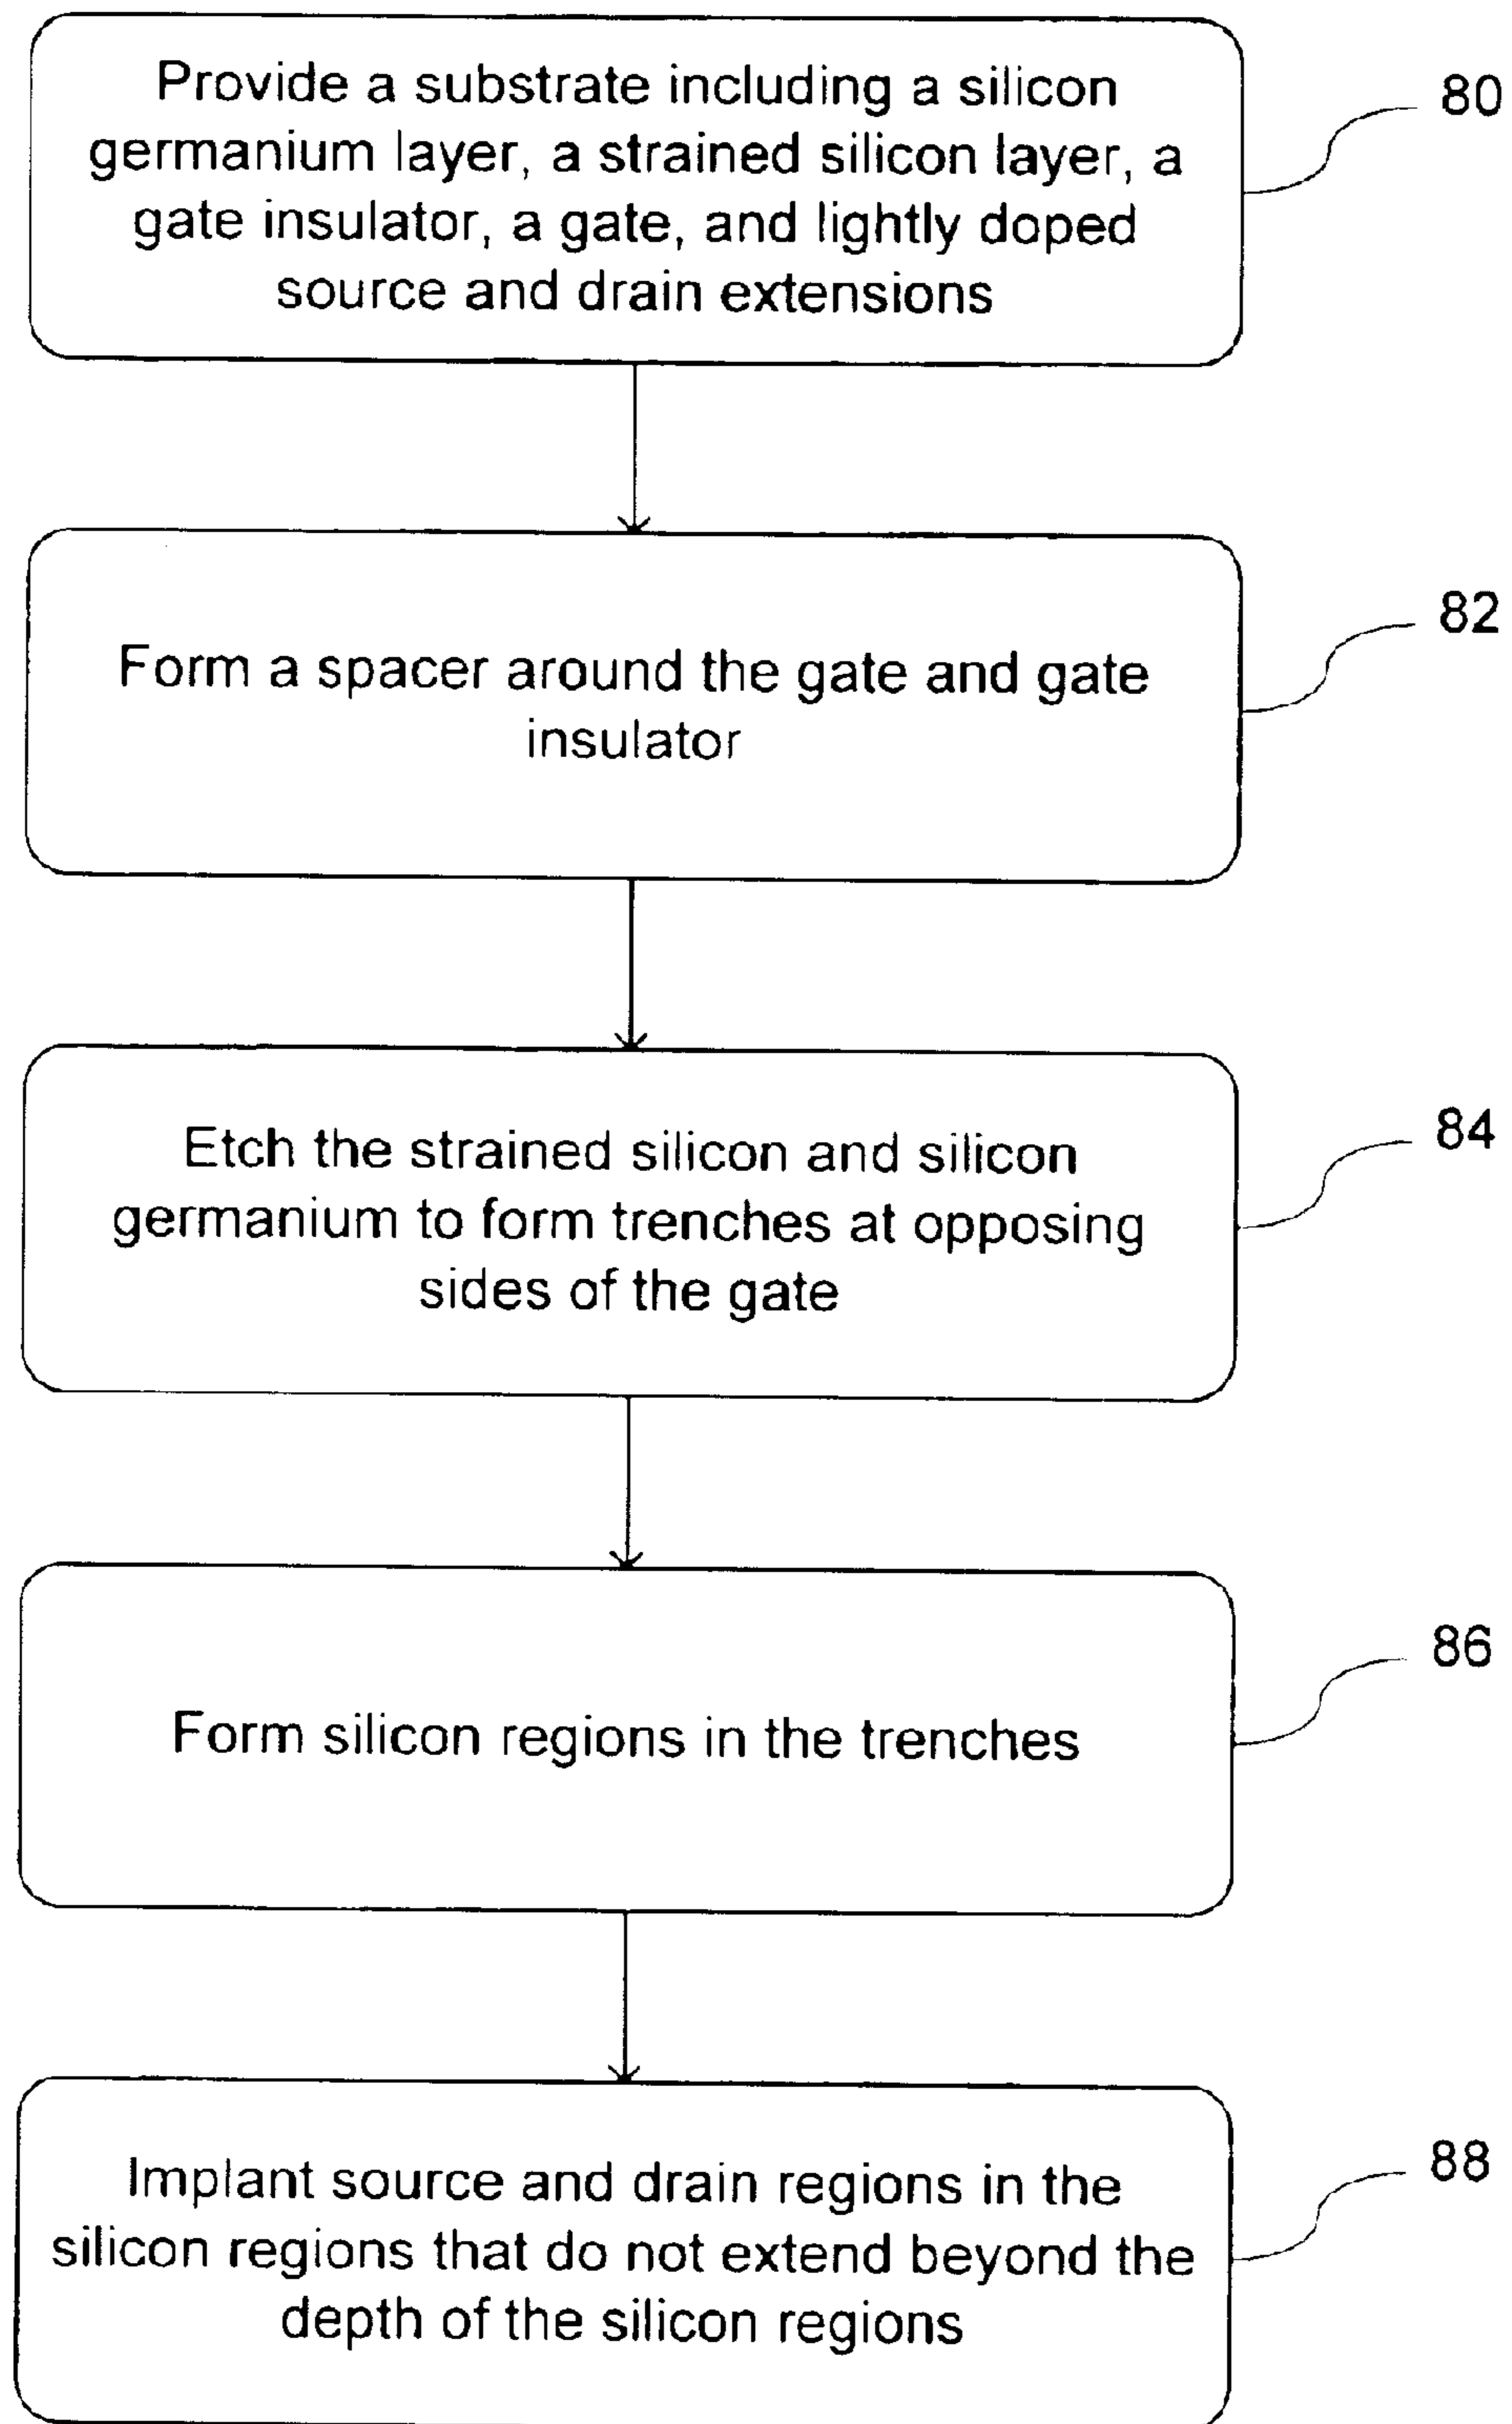 Provide a substrate including a silicon
germanium layer, a strained silicon layer, a
gate insulator, a gate, and lightly doped
source and drain extensions
80
Form a spacer around the gate and gate
insulator
82
Etch the strained silicon and silicon
germanium to form trenches at opposing
sides of the gate
84
Form silicon regions in the trenches
86
Implant source and drain regions in the
silicon regions that do not extend beyond the
depth of the silicon regions
88